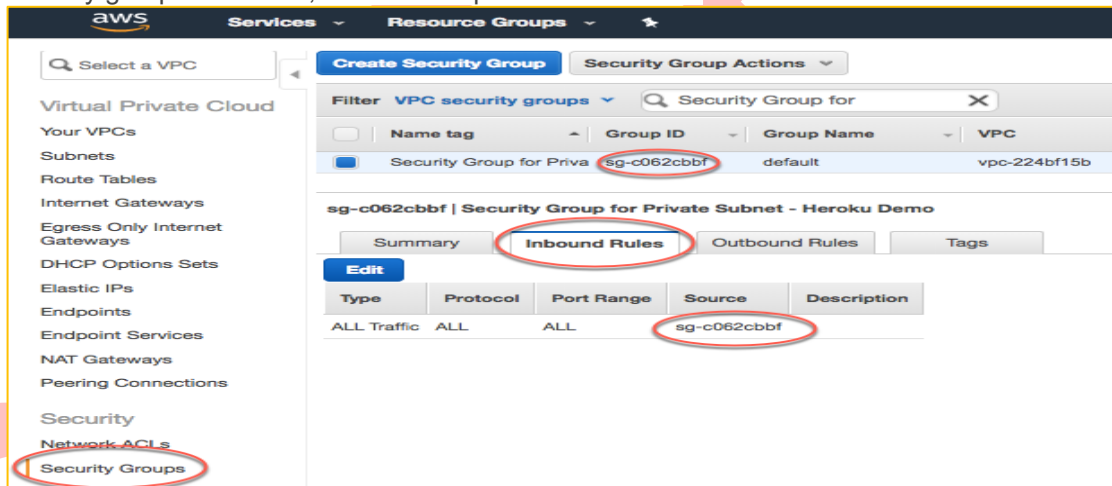 aws Services Resource Groups
Select a VPC
Virtual Private Cloud
Your VPCs
Subnets
Route Tables
Internet Gateways
Egress Only Internet
Gateways
DHCP Options Sets
Elastic IPs
Endpoints
Endpoint Services
NAT Gateways
Peering Connections
Security
Network ACLs
Security Groups
Create Security Group Security Group Actions
Filter VPC security groups Security Group for
Name tag Group ID Group Name VPC
Security Group for Priva sg-c062cbbf default vpc-224bf15b
sg-c062cbbf | Security Group for Private Subnet - Heroku Demo
Summary Inbound Rules Outbound Rules Tags
Edit
Type Protocol Port Range Source Description
ALL Traffic ALL ALL sg-c062cbbf